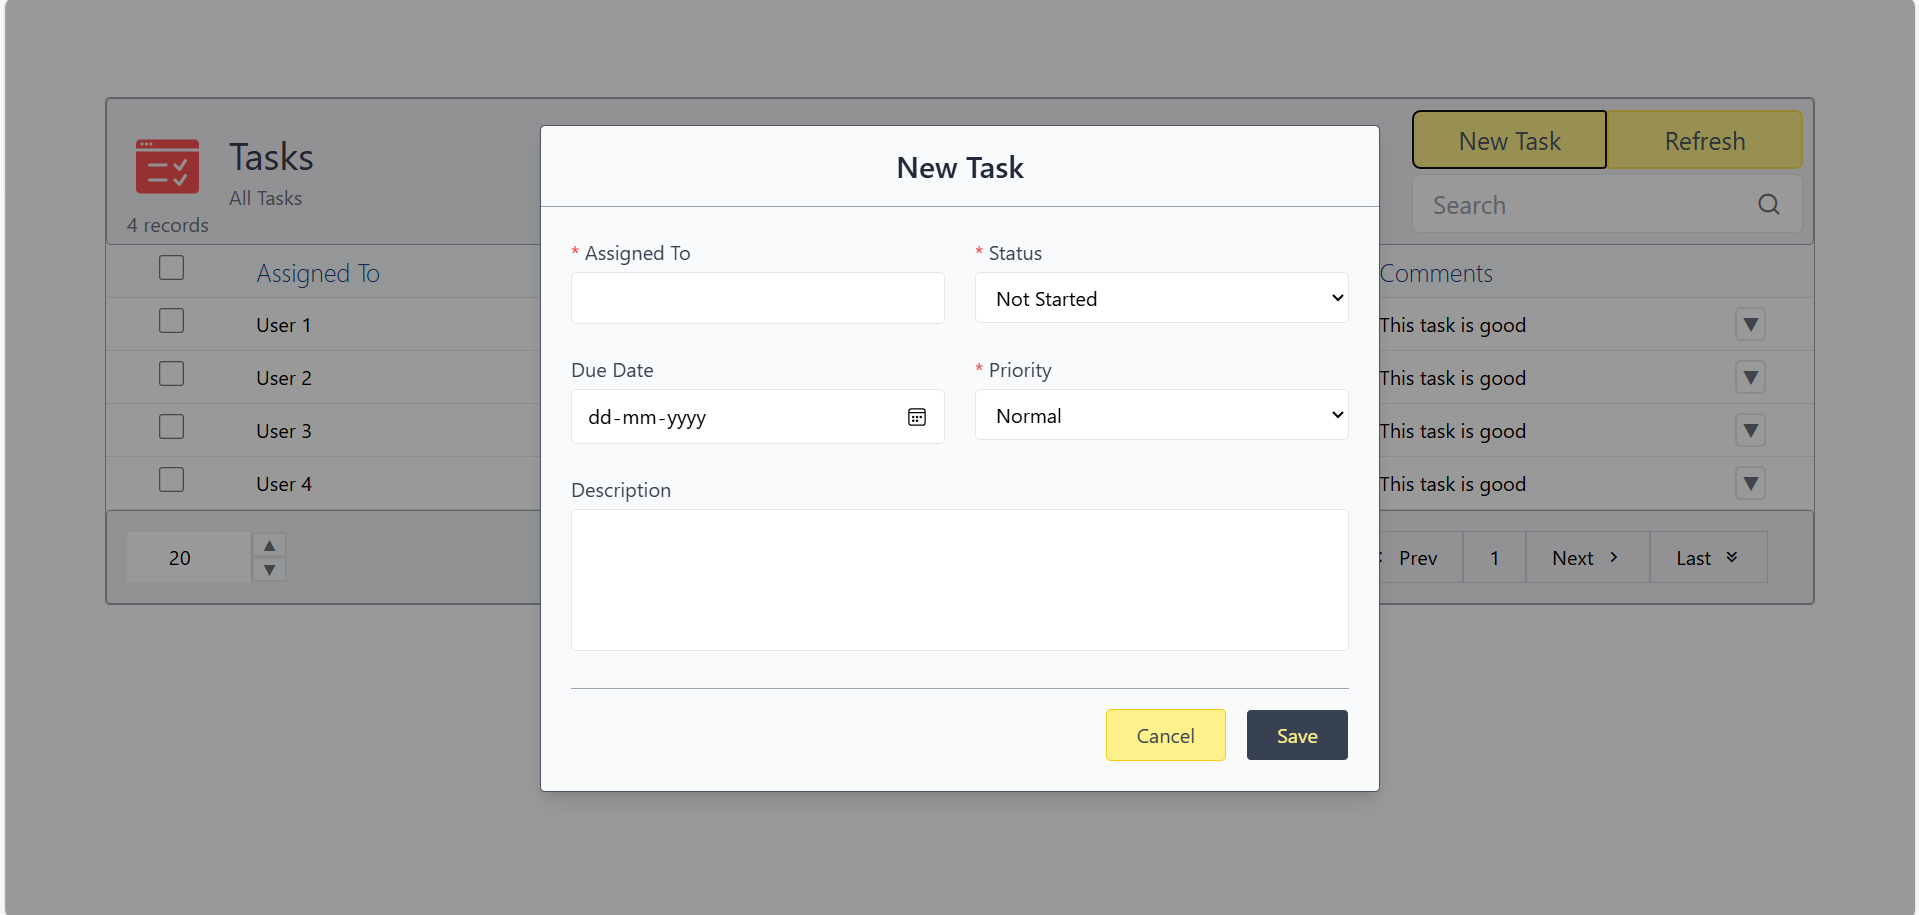 Tasks
All Tasks
4 records
New Task
Refresh
Search
Assigned To
Comments
User 1
This task is good
User 2
This task is good
User 3
This task is good
User 4
This task is good
20
Prev
1
Next
Last
New Task
* Assigned To
* Status
Not Started
Due Date
* Priority
dd-mm-yyyy
Normal
Description
Cancel
Save